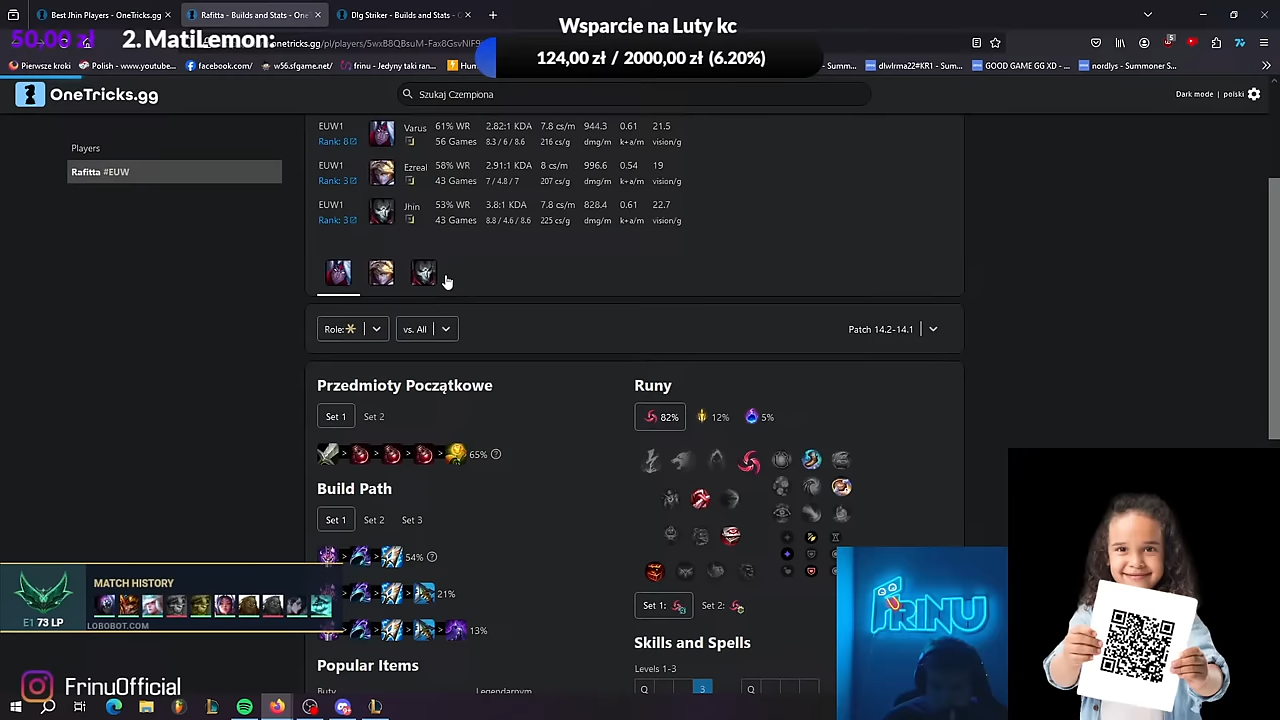 Best Jhin Players - OneTricks.gg
Rafitta - Builds and Stats - One
Dlg Striker - Builds and Stats - O
50.00 zł
2. MatiLemon:
Wsparcie na Luty kc
124,00 zł / 2000,00 zł (6.20%)
Pierwsze kroki
Polish - www.youtube...
facebook.com/
w56.sfgame.net/
frinu - Jedyny taki ran...
dlwlrma22#KR1 - Sum...
GOOD GAME GG XD - ...
nordlys - Summoner S...
OneTricks.gg
Szukaj Czempiona
Dark mode | polski
Players
Rafitta #EUW
EUW1 Varus 61% WR 2.82:1 KDA 7.8 cs/m 944.3 0.61 21.5
Rank: 8 56 Games 8.3 / 6 / 8.6 216 cs/g dmg/m k+a/m vision/g
EUW1 Ezreal 58% WR 2.91:1 KDA 8 cs/m 996.6 0.54 19
Rank: 3 43 Games 7 / 4.8 / 7 207 cs/g dmg/m k+a/m vision/g
EUW1 Jhin 53% WR 3.8:1 KDA 7.8 cs/m 828.4 0.61 22.7
Rank: 3 43 Games 8.8 / 4.6 / 8.6 225 cs/g dmg/m k+a/m vision/g
Role: vs. All Patch 14.2-14.1
Przedmioty Początkowe
Set 1 Set 2
65%
Build Path
Set 1 Set 2 Set 3
54%
21%
13%
Popular Items
Buty Legendarnym
Runy
82% 12% 5%
Set 1: Set 2:
Skills and Spells
Levels 1-3
Q 3 Q
MATCH HISTORY
E1 73 LP
LOBOBOT.COM
FrinuOfficial
FRINU